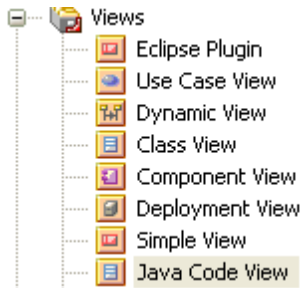 Views
Eclipse Plugin
Use Case View
Dynamic View
Class View
Component View
Deployment View
Simple View
Java Code View